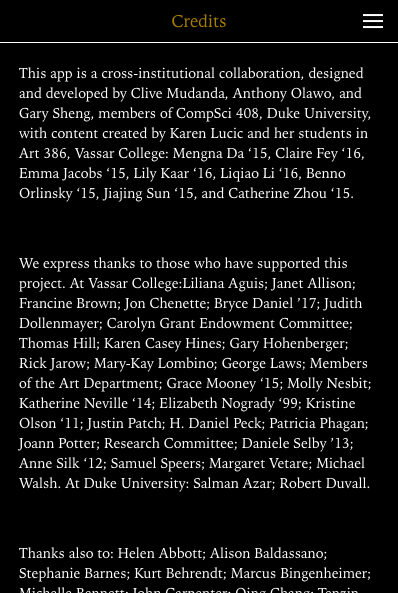 Credits
This app is a cross-institutional collaboration, designed
and developed by Clive Mudanda, Anthony Olawo, and
Gary Sheng, members of CompSci 408, Duke University,
with content created by Karen Lucic and her students in
Art 386, Vassar College: Mengna Da ‘15, Claire Fey ‘16,
Emma Jacobs ‘15, Lily Kaar ‘16, Liqiao Li ‘16, Benno
Orlinsky ‘15, Jiajing Sun ‘15, and Catherine Zhou ‘15.
We express thanks to those who have supported this
project. At Vassar College:Liliana Aguis; Janet Allison;
Francine Brown; Jon Chenette; Bryce Daniel ’17; Judith
Dollenmayer; Carolyn Grant Endowment Committee;
Thomas Hill; Karen Casey Hines; Gary Hohenberger;
Rick Jarow; Mary-Kay Lombino; George Laws; Members
of the Art Department; Grace Mooney ‘15; Molly Nesbit;
Katherine Neville ‘14; Elizabeth Nogrady ‘99; Kristine
Olson ‘11; Justin Patch; H. Daniel Peck; Patricia Phagan;
Joann Potter; Research Committee; Daniele Selby ’13;
Anne Silk ‘12; Samuel Speers; Margaret Vetare; Michael
Walsh. At Duke University: Salman Azar; Robert Duvall.
Thanks also to: Helen Abbott; Alison Baldassano;
Stephanie Barnes; Kurt Behrendt; Marcus Bingenheimer;
Michelle Bennett; John Carpenter; Qing Chang; Tenzin